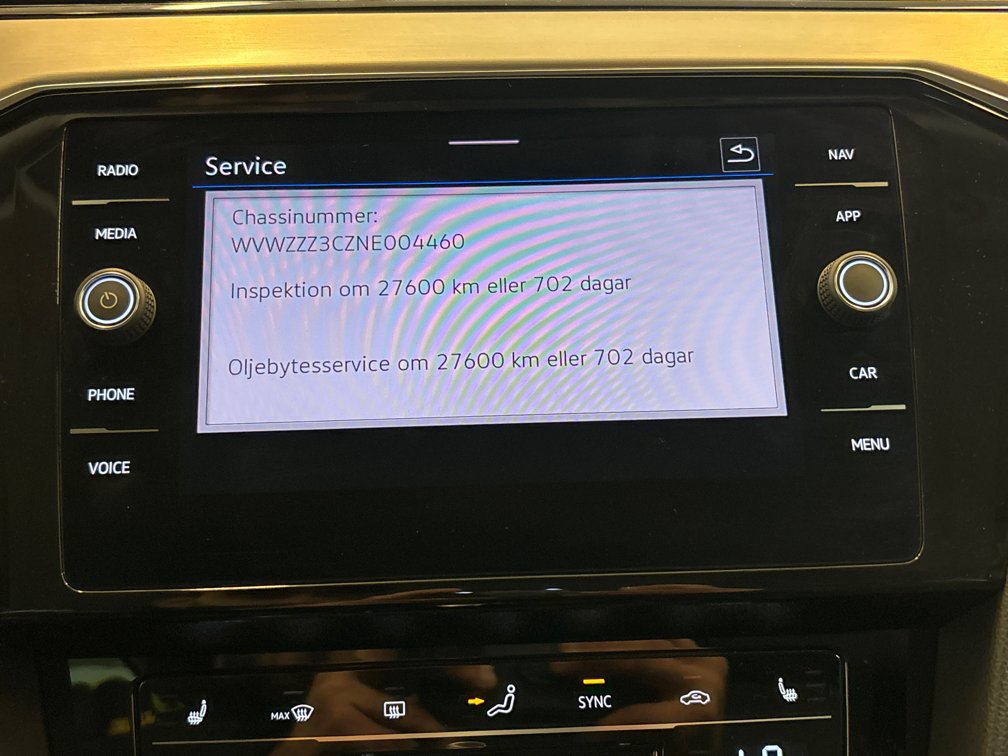 RADIO
MEDIA
PHONE
VOICE
Service
Chassinummer:
WVWZZZ3CZNE004460
Inspektion om 27600 km eller 702 dagar
Oljebytesservice om 27600 km eller 702 dagar
NAV
APP
CAR
MENU
MAX
SYNC